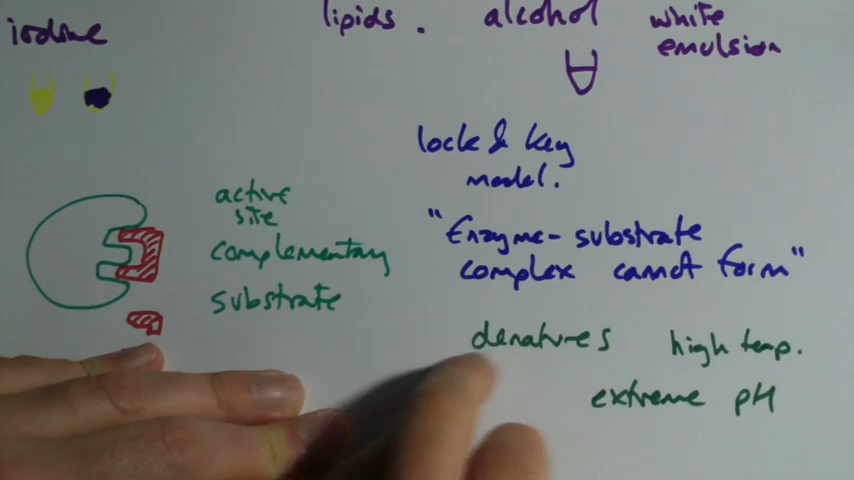 iodine
lipids. alcohol white
emulsion
lock & key
model.
active
site
complementary
substrate
"Enzyme-substrate
complex cannot form"
denatures high temp.
extreme pH